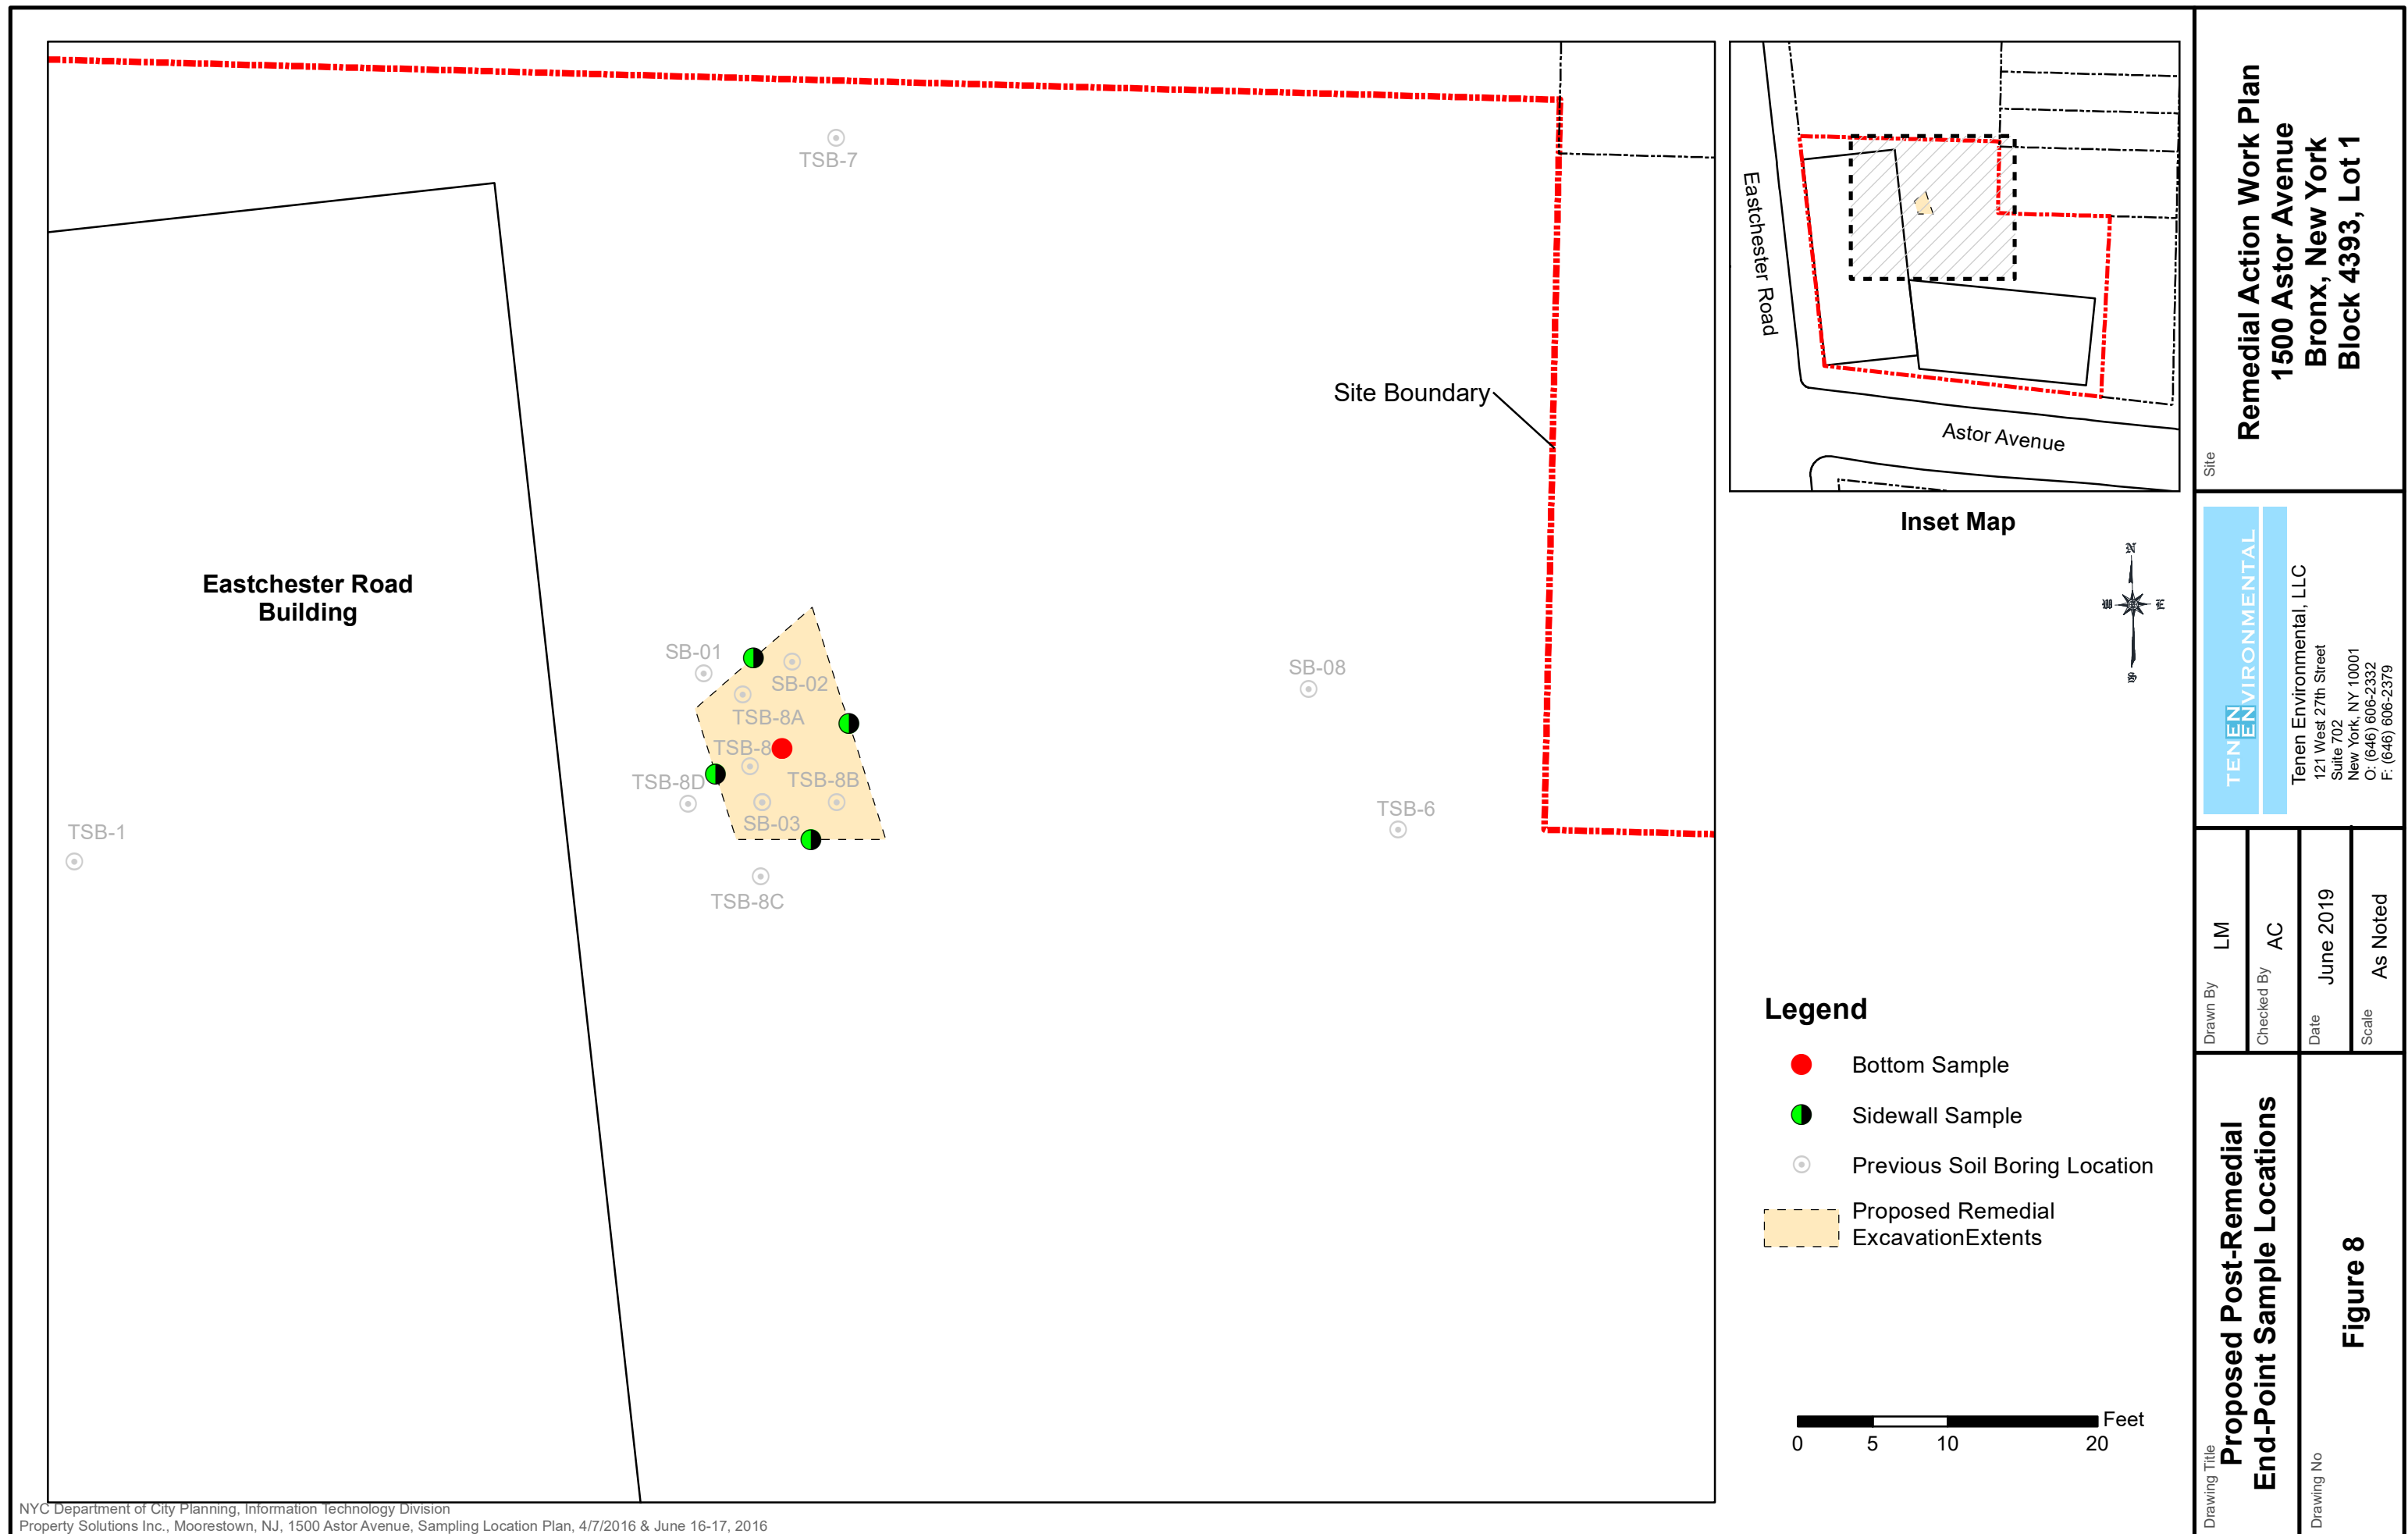 TSB-7
Eastchester Road
Building
Site Boundary
SB-01
SB-02
TSB-8A
TSB-8
TSB-8D
TSB-8B
SB-03
TSB-8C
TSB-1
SB-08
TSB-6
Eastchester Road
Astor Avenue
Inset Map
N
W
E
S
Legend
Bottom Sample
Sidewall Sample
Previous Soil Boring Location
Proposed Remedial
ExcavationExtents
Feet
0 5 10 20
Site
Remedial Action Work Plan
1500 Astor Avenue
Bronx, New York
Block 4393, Lot 1
TENEN
ENVIRONMENTAL
Tenen Environmental, LLC
121 West 27th Street
Suite 702
New York, NY 10001
O: (646) 606-2332
F: (646) 606-2379
Drawn By
LM
Checked By
AC
Date
June 2019
Scale
As Noted
Drawing Title
Proposed Post-Remedial
End-Point Sample Locations
Drawing No
Figure 8
NYC Department of City Planning, Information Technology Division
Property Solutions Inc., Moorestown, NJ, 1500 Astor Avenue, Sampling Location Plan, 4/7/2016 & June 16-17, 2016